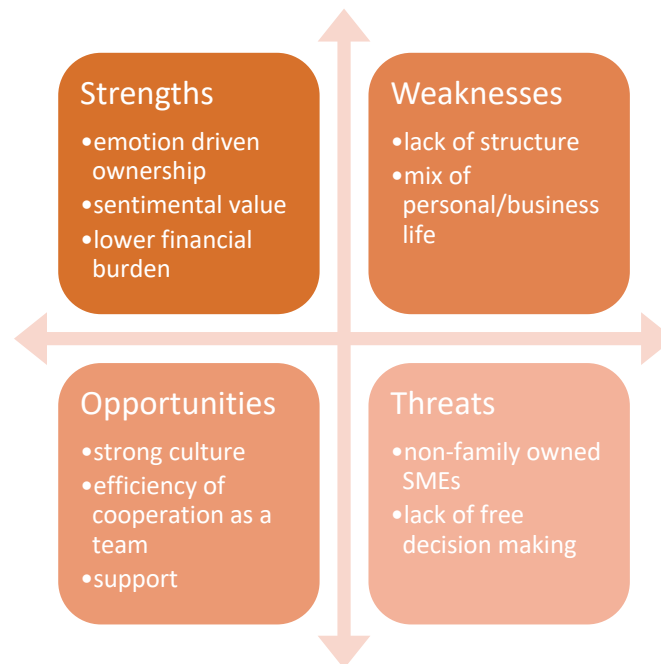 Strengths
•emotion driven
ownership
•sentimental value
•lower financial
burden
Weaknesses
•lack of structure
•mix of
personal/business
life
Opportunities
•strong culture
•efficiency of
cooperation as a
team
•support
Threats
•non-family owned
SMEs
•lack of free
decision making